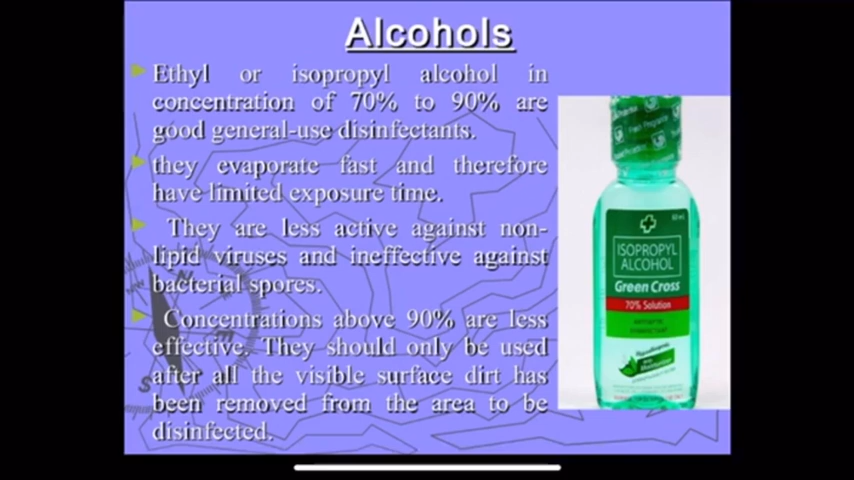 Alcohols
Ethyl or isopropyl alcohol in
concentration of 70% to 90% are
good general-use disinfectants.
they evaporate fast and therefore
have limited exposure time.
They are less active against non-
lipid viruses and ineffective against
bacterial spores.
Concentrations above 90% are less
effective. They should only be used
after all the visible surface dirt has
been removed from the area to be
disinfected.
ISOPROPYL
ALCOHOL
Green Cross
70% Solution
Moisturizer
S